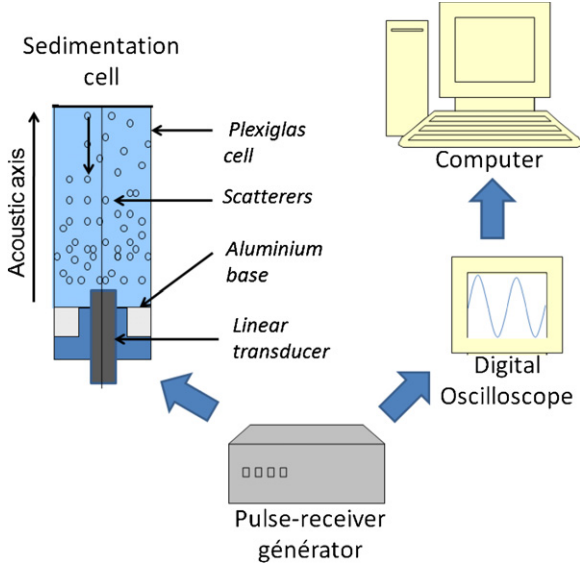 Sedimentation
cell
Acoustic axis
Plexiglas
cell
Scatterers
Aluminium
base
Linear
transducer
Computer
Digital
Oscilloscope
Pulse-receiver
générator